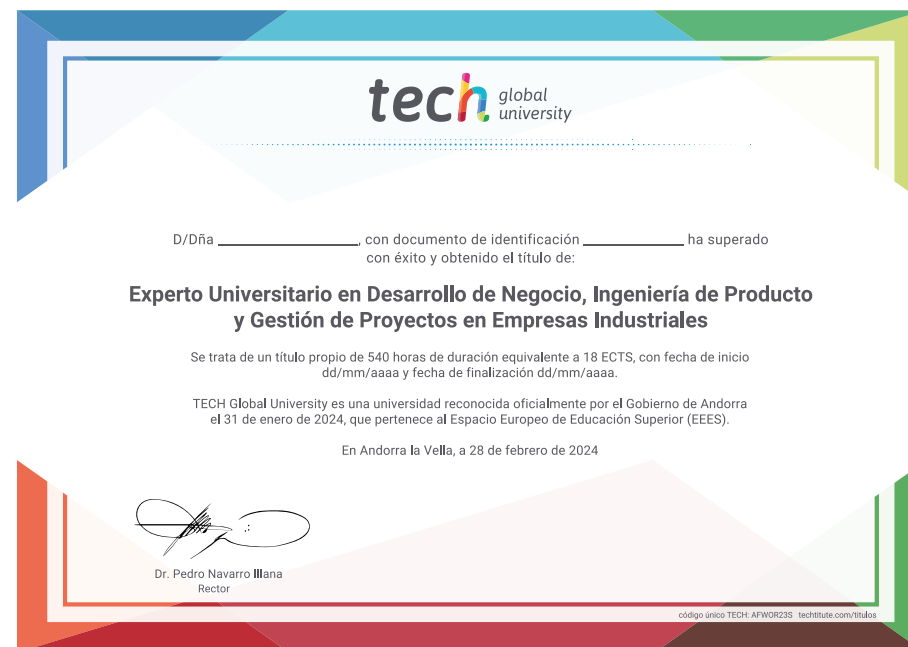 tech global university
D/Dña ____________________, con documento de identificación ______________ ha superado
con éxito y obtenido el título de:
Experto Universitario en Desarrollo de Negocio, Ingeniería de Producto
y Gestión de Proyectos en Empresas Industriales
Se trata de un título propio de 540 horas de duración equivalente a 18 ECTS, con fecha de inicio
dd/mm/aaaa y fecha de finalización dd/mm/aaaa.
TECH Global University es una universidad reconocida oficialmente por el Gobierno de Andorra
el 31 de enero de 2024, que pertenece al Espacio Europeo de Educación Superior (EEES).
En Andorra la Vella, a 28 de febrero de 2024
Dr. Pedro Navarro Illana
Rector
código único TECH: AFWOR23S techtitute.com/titulos